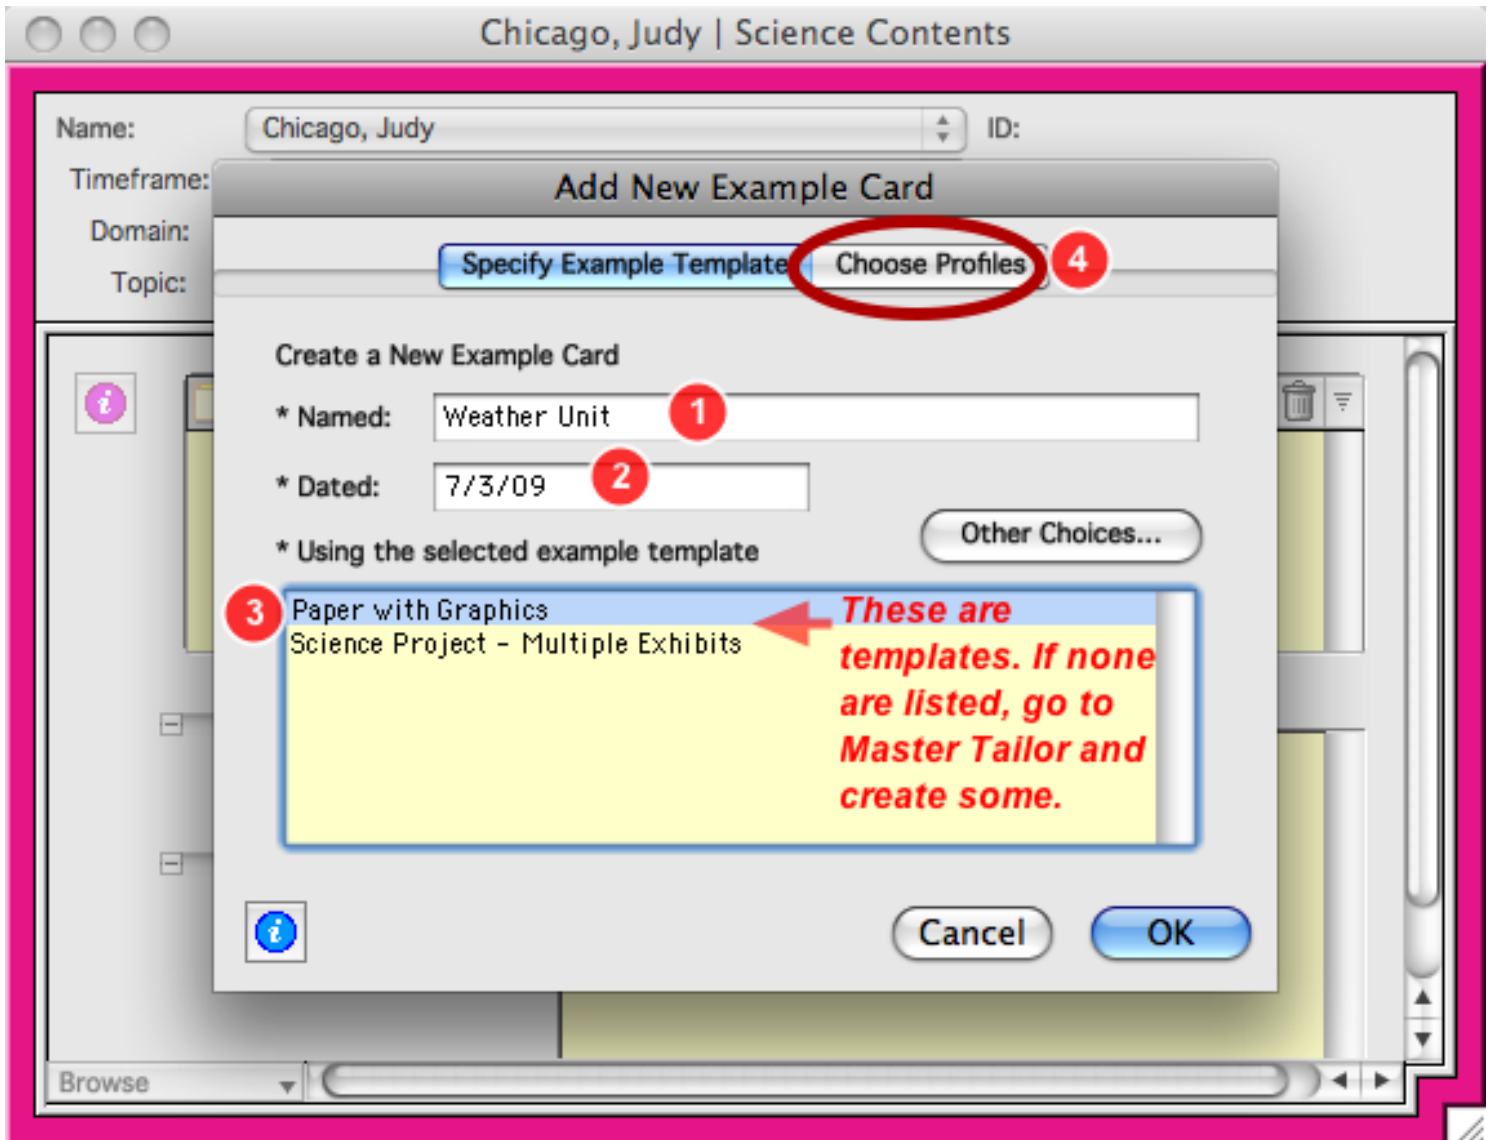 Chicago, Judy | Science Contents
Name: Chicago, Judy ID:
Timeframe:
Domain:
Topic:
Add New Example Card
Specify Example Template Choose Profiles 4
Create a New Example Card
* Named: Weather Unit 1
* Dated: 7/3/09 2
Other Choices...
* Using the selected example template
3 Paper with Graphics
Science Project - Multiple Exhibits
These are
templates. If none
are listed, go to
Master Tailor and
create some.
Cancel OK
Browse